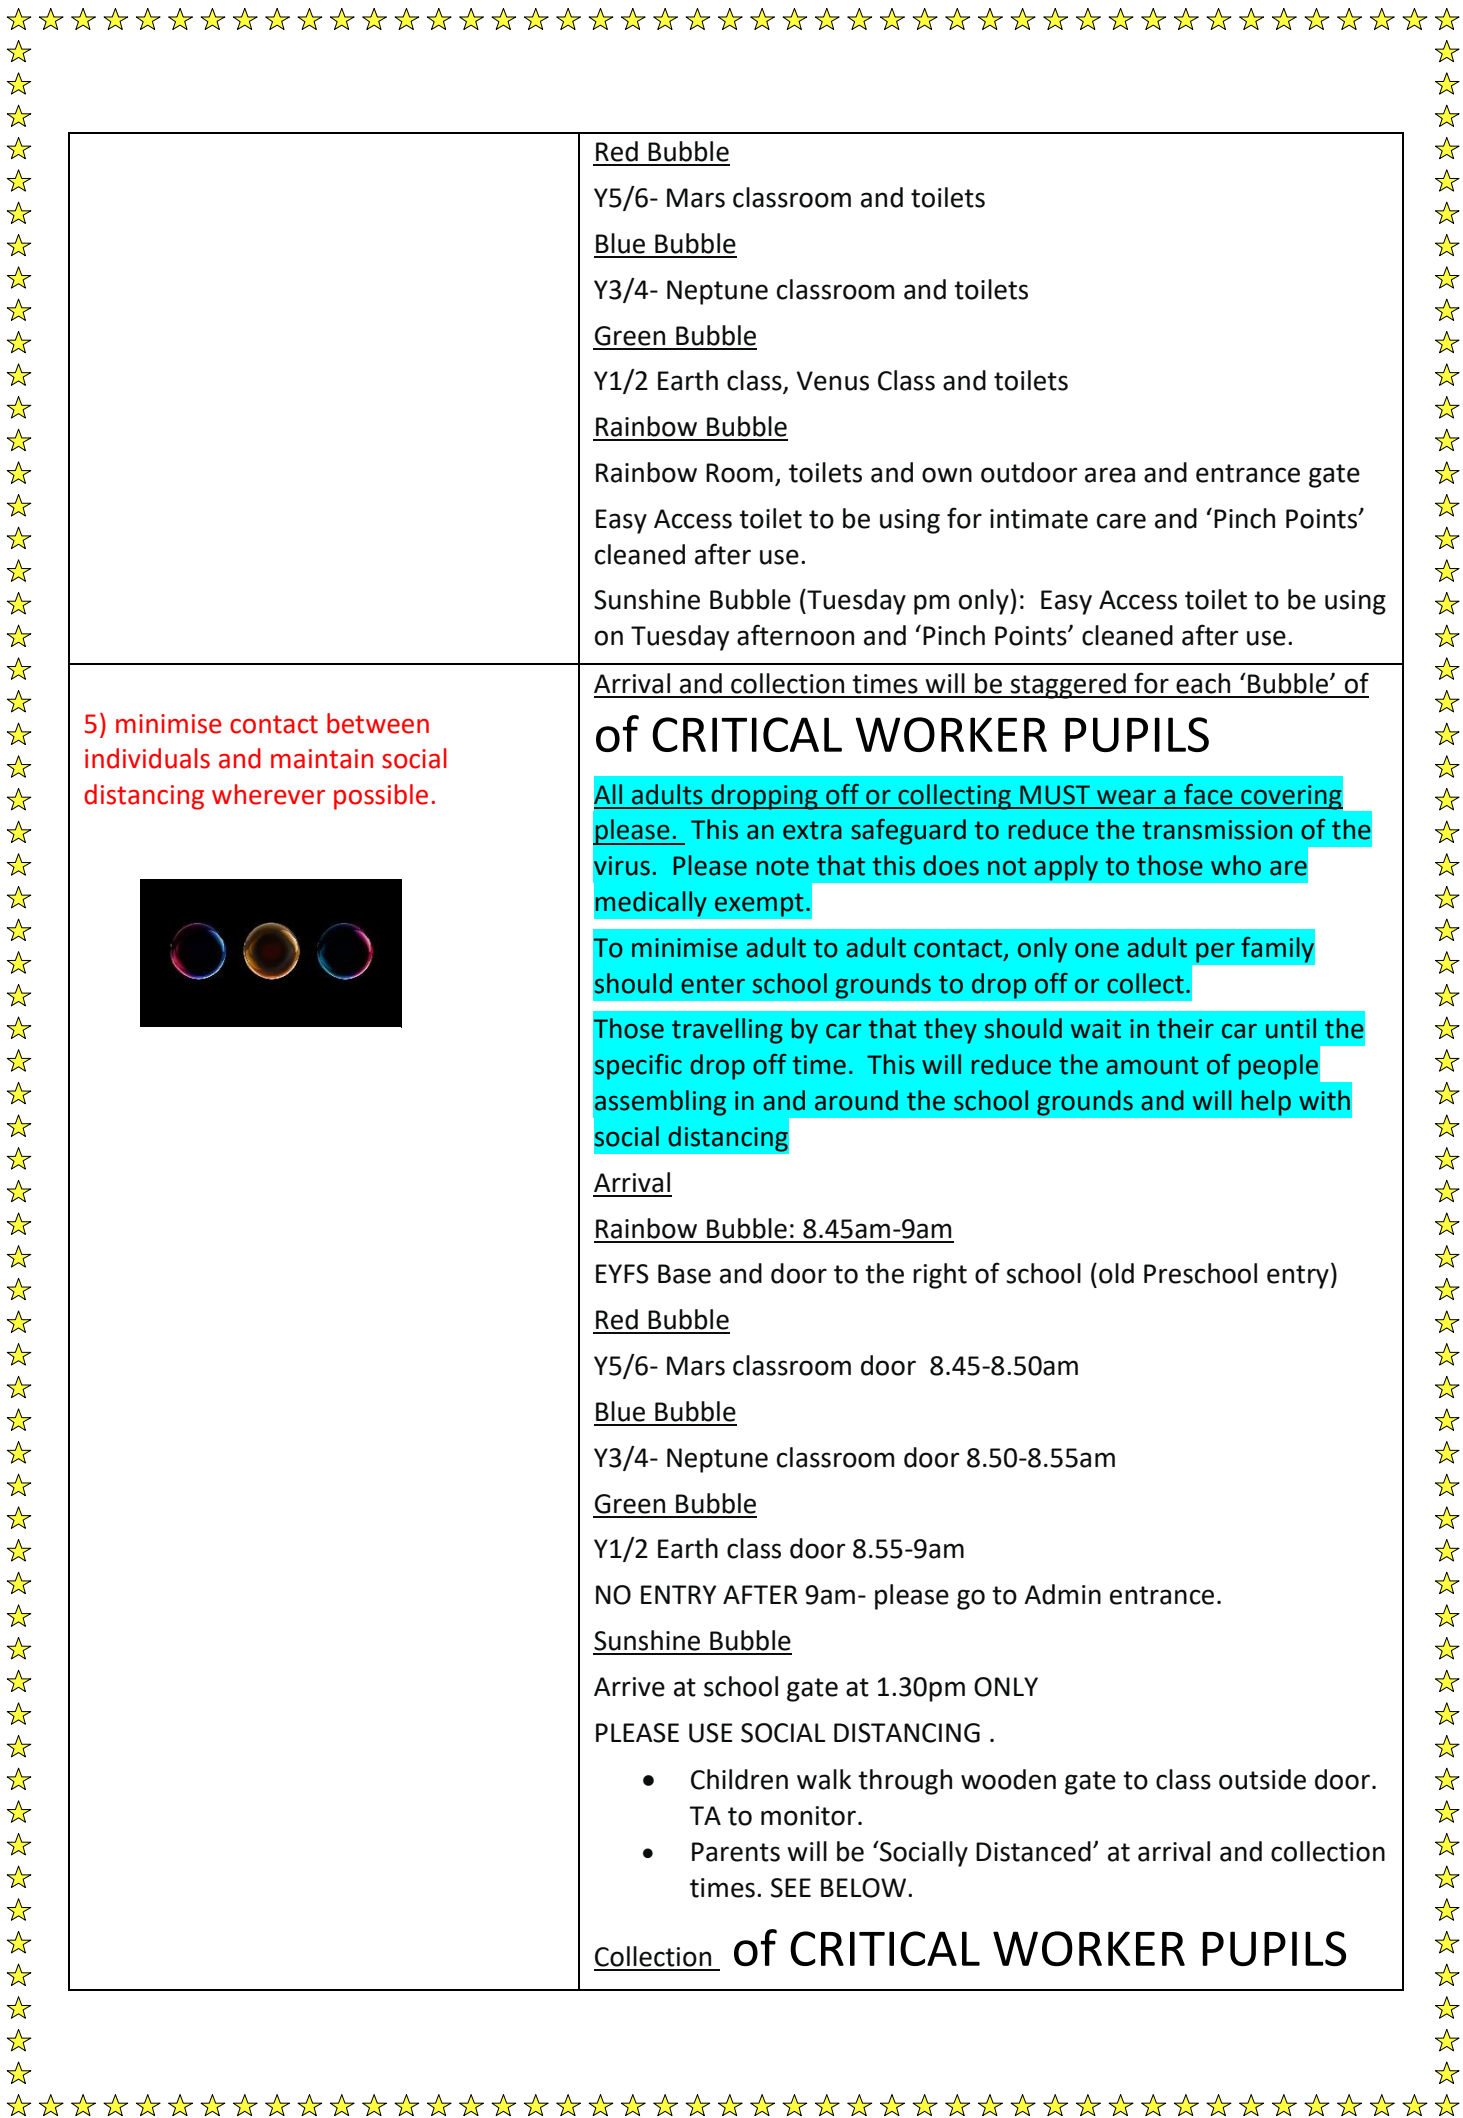 Red Bubble
Y5/6- Mars classroom and toilets
Blue Bubble
Y3/4- Neptune classroom and toilets
Green Bubble
Y1/2 Earth class, Venus Class and toilets
Rainbow Bubble
Rainbow Room, toilets and own outdoor area and entrance gate
Easy Access toilet to be using for intimate care and ‘Pinch Points’
cleaned after use.
Sunshine Bubble (Tuesday pm only):  Easy Access toilet to be using
on Tuesday afternoon and ‘Pinch Points’ cleaned after use.
5) minimise contact between
individuals and maintain social
distancing wherever possible.
Arrival and collection times will be staggered for each ‘Bubble’ of
of CRITICAL WORKER PUPILS
All adults dropping off or collecting MUST wear a face covering
please.  This an extra safeguard to reduce the transmission of the
virus.  Please note that this does not apply to those who are
medically exempt.
To minimise adult to adult contact, only one adult per family
should enter school grounds to drop off or collect.
Those travelling by car that they should wait in their car until the
specific drop off time.  This will reduce the amount of people
assembling in and around the school grounds and will help with
social distancing
Arrival
Rainbow Bubble: 8.45am-9am
EYFS Base and door to the right of school (old Preschool entry)
Red Bubble
Y5/6- Mars classroom door  8.45-8.50am
Blue Bubble
Y3/4- Neptune classroom door 8.50-8.55am
Green Bubble
Y1/2 Earth class door 8.55-9am
NO ENTRY AFTER 9am- please go to Admin entrance.
Sunshine Bubble
Arrive at school gate at 1.30pm ONLY
PLEASE USE SOCIAL DISTANCING .
• Children walk through wooden gate to class outside door.
TA to monitor.
• Parents will be ‘Socially Distanced’ at arrival and collection
times. SEE BELOW.
Collection  of CRITICAL WORKER PUPILS